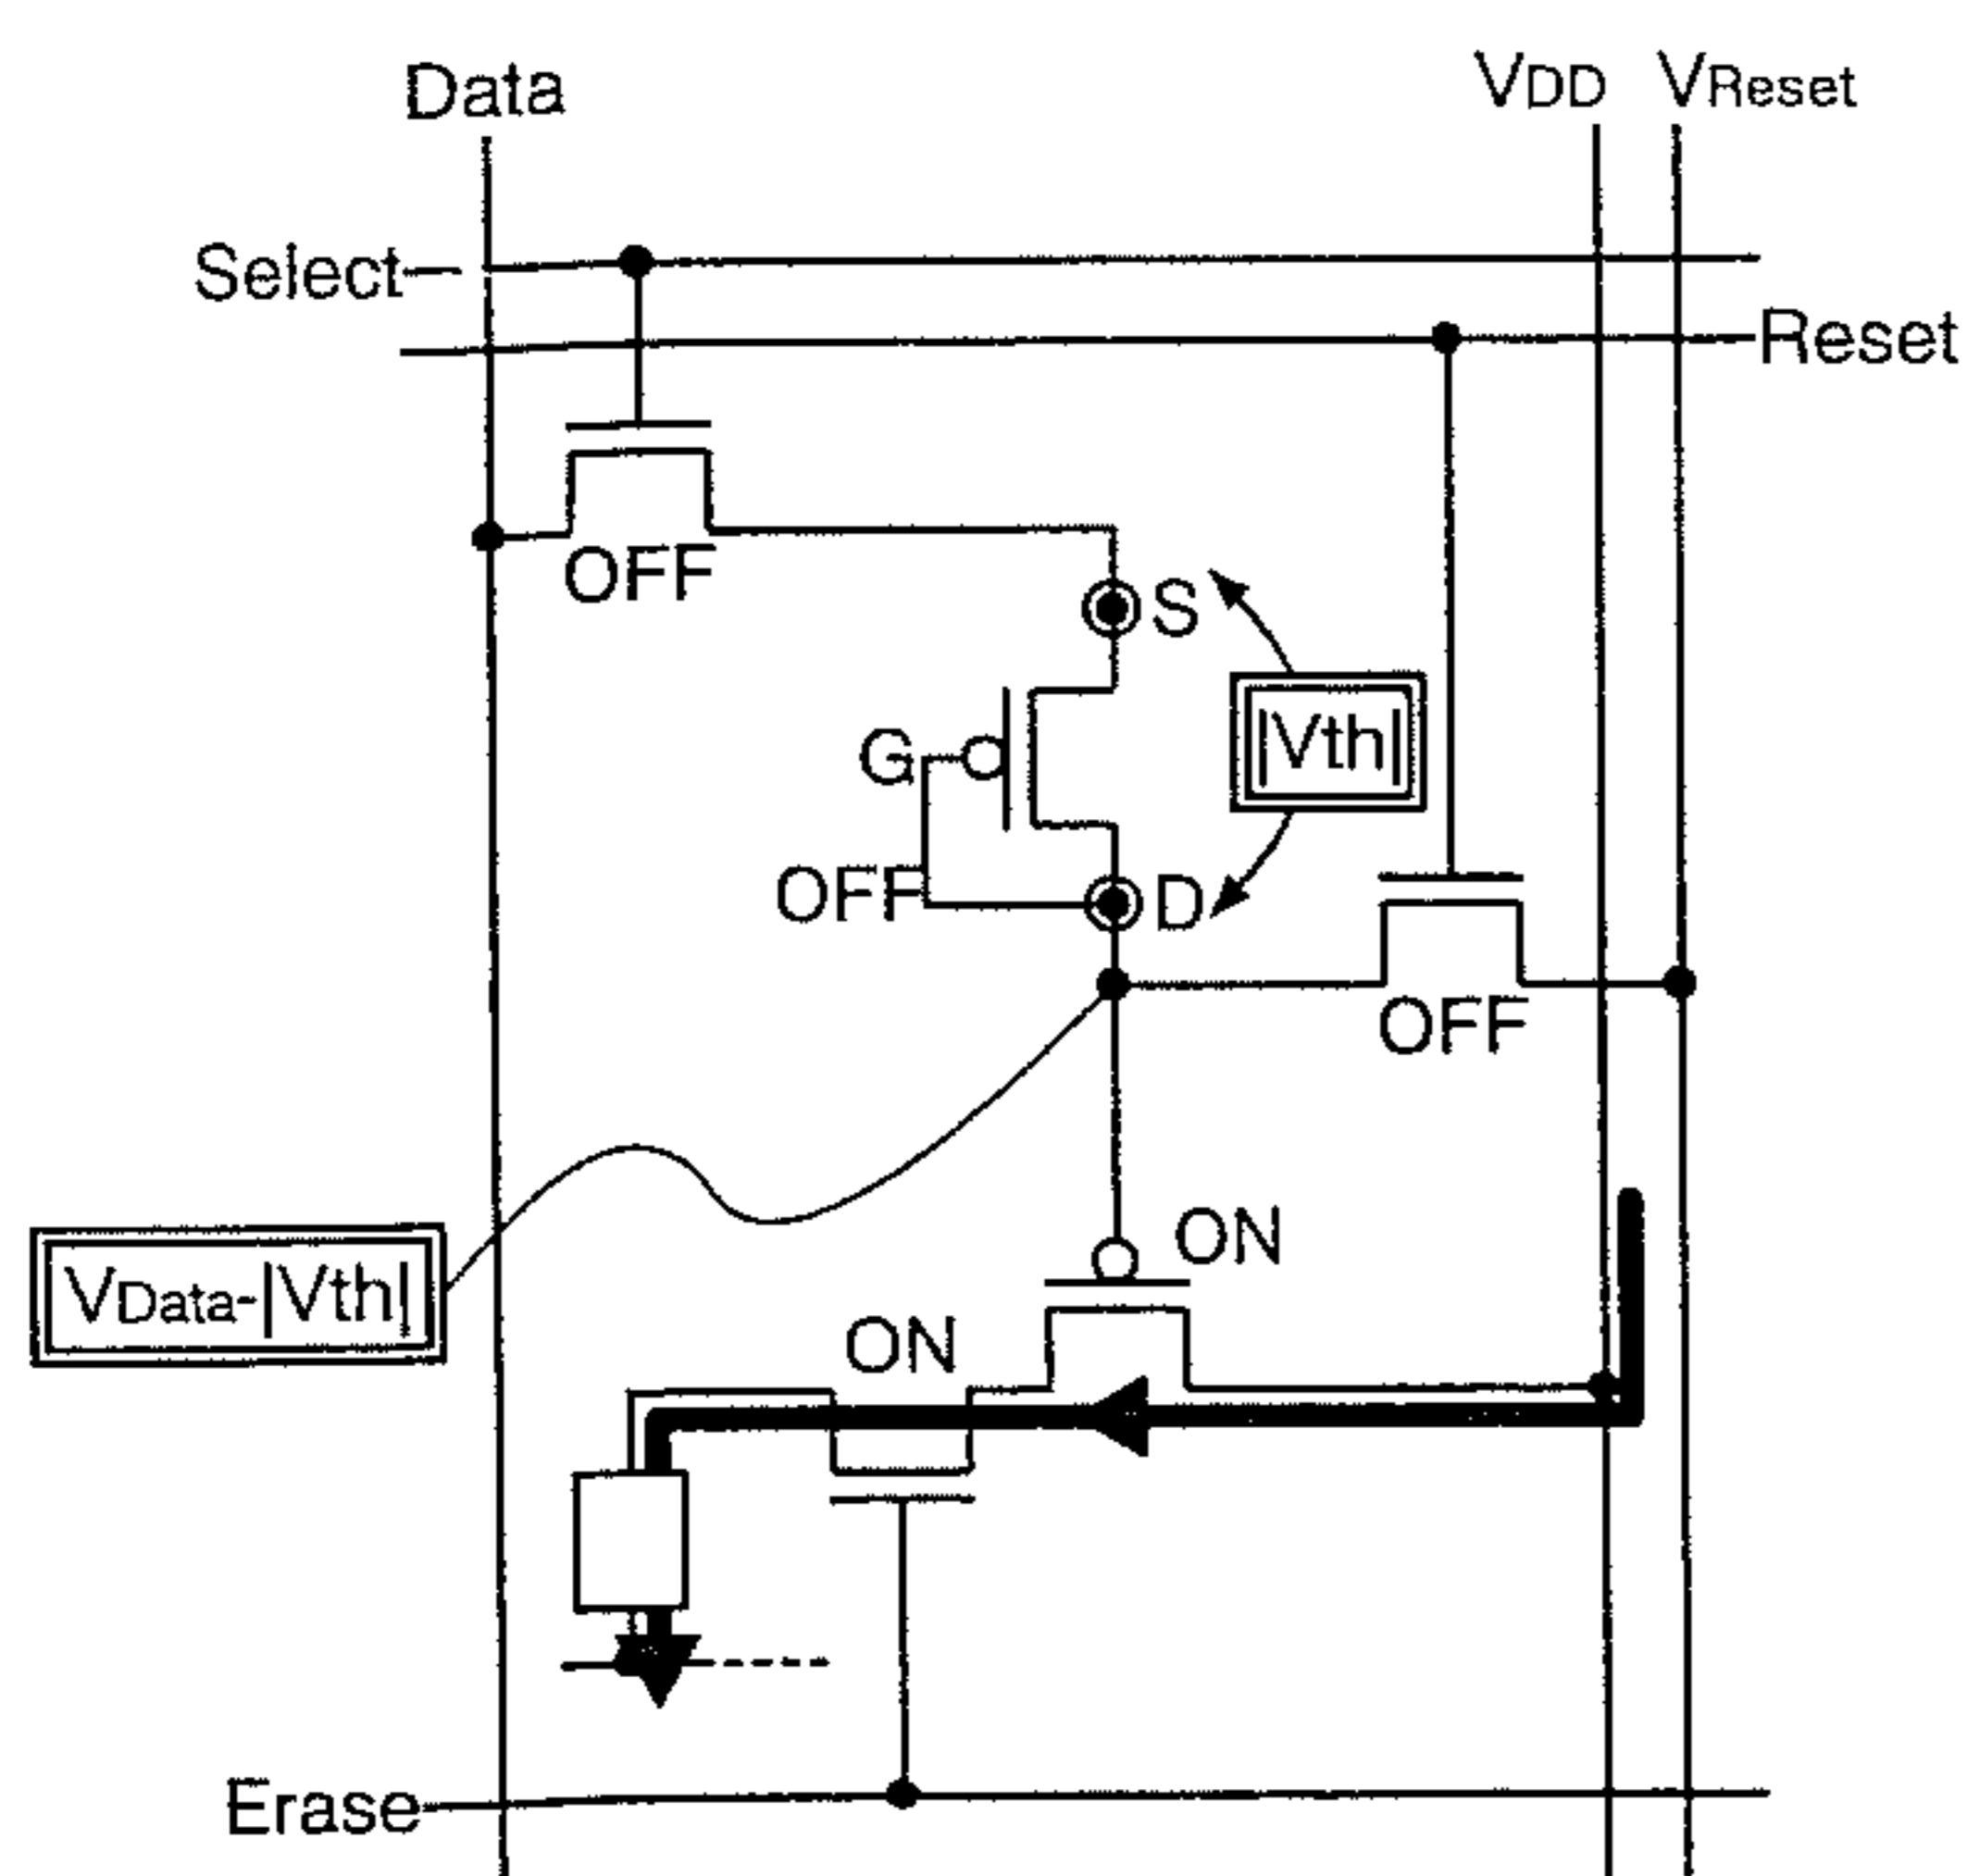 Data
VDD
VReset
Select
Reset
OFF
S
|Vth|
G
OFF
D
OFF
VData-|Vth|
ON
ON
Erase